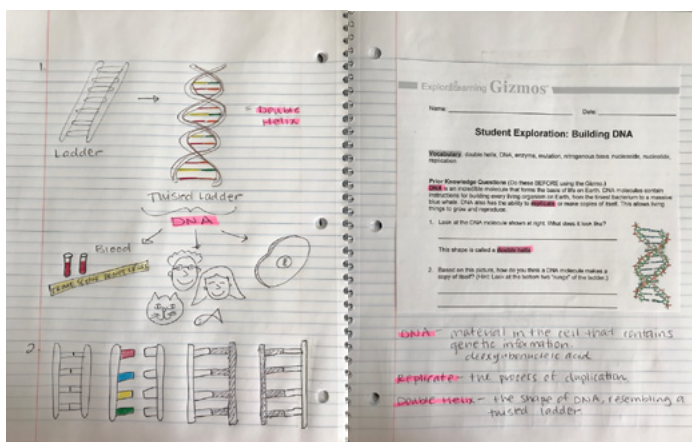 1.
Ladder
= Double
Helix
Twisted Ladder
DNA
Blood
CRIME SCENE DO NOT CROSS
2.
ExploreLearning Gizmos
Name:
Date:
Student Exploration: Building DNA
Vocabulary: double helix, DNA, enzyme, mutation, nitrogenous base, nucleoside, nucleotide,
replication
Prior Knowledge Questions (Do these BEFORE using the Gizmo.)
DNA is an incredible molecule that forms the basis of life on Earth. DNA molecules contain
instructions for building every living organism on Earth, from the tiniest bacterium to a massive
blue whale. DNA also has the ability to replicate, or make copies of itself. This allows living
things to grow and reproduce.
1. Look at the DNA molecule shown at right. What does it look like?
This shape is called a double helix.
2. Based on this picture, how do you think a DNA molecule makes a
copy of itself? (Hint: Look at the bottom two "rungs" of the ladder.)
DNA - material in the cell that contains
genetic information.
deoxyribonucleic acid
Replicate - the process of duplication
Double Helix - the shape of DNA, resembling a
twisted ladder